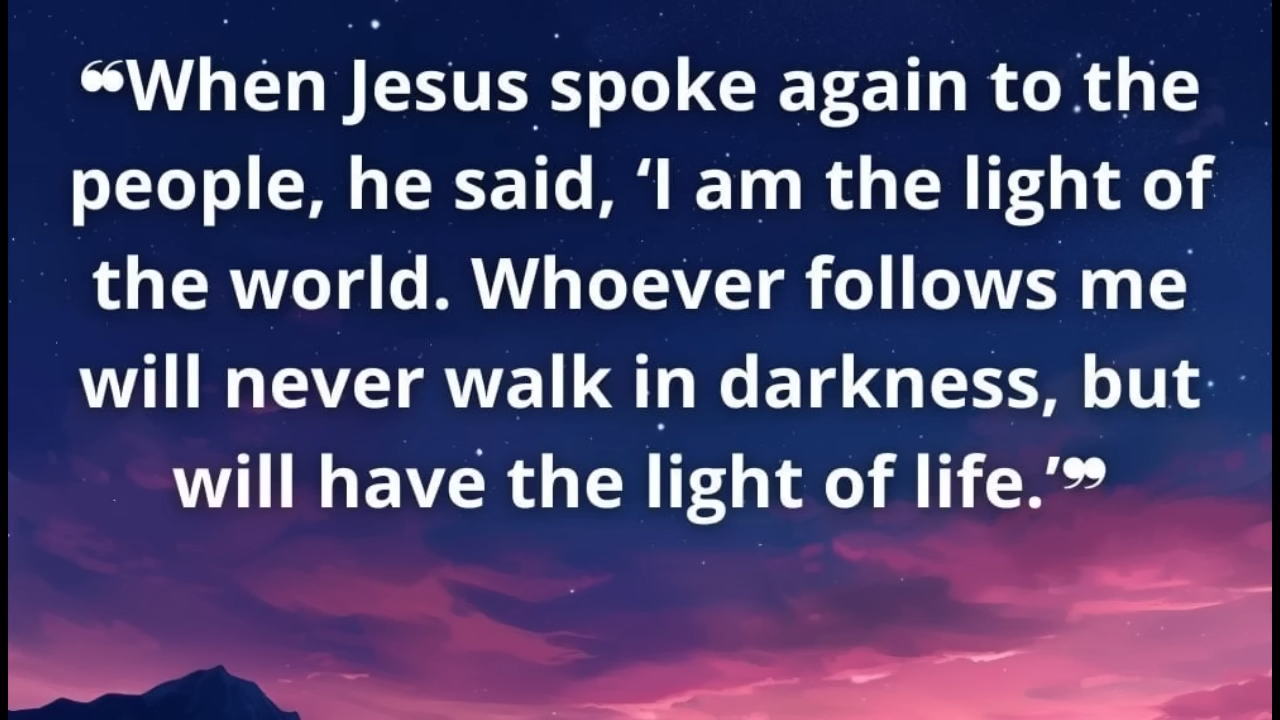 ❝When Jesus spoke again to the
people, he said, ‘I am the light of
the world. Whoever follows me
will never walk in darkness, but
will have the light of life.’❞